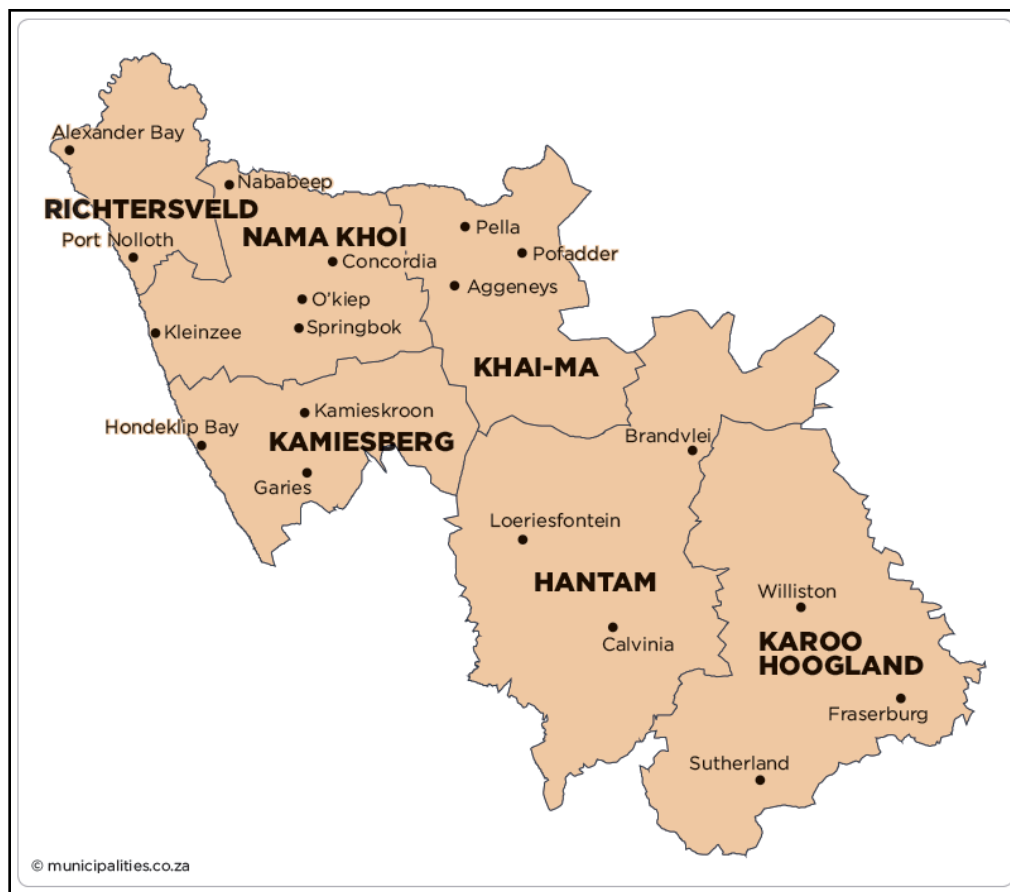 Alexander Bay
Nababeep
RICHTERSVELD
Port Nolloth
NAMA KHOI
Concordia
O'kiep
Springbok
Kleinzee
Pella
Pofadder
Aggeneys
KHAI-MA
Kamieskroon
Hondeklip Bay
KAMIESBERG
Garies
Brandvlei
Loeriesfontein
HANTAM
Calvinia
Williston
KAROO
HOOGLAND
Fraserburg
Sutherland
© municipalities.co.za